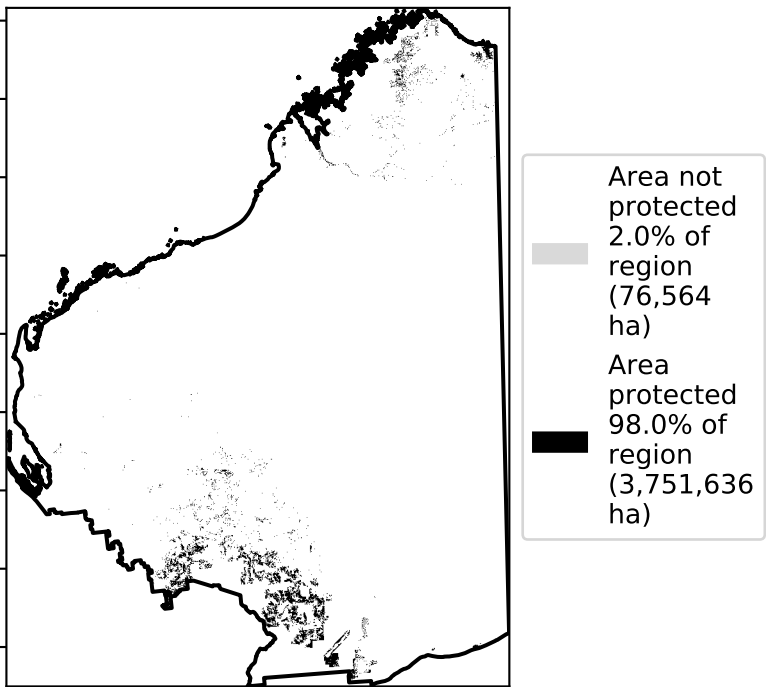 Area not
protected
2.0% of
region
(76,564
ha)
Area
protected
98.0% of
region
(3,751,636
ha)